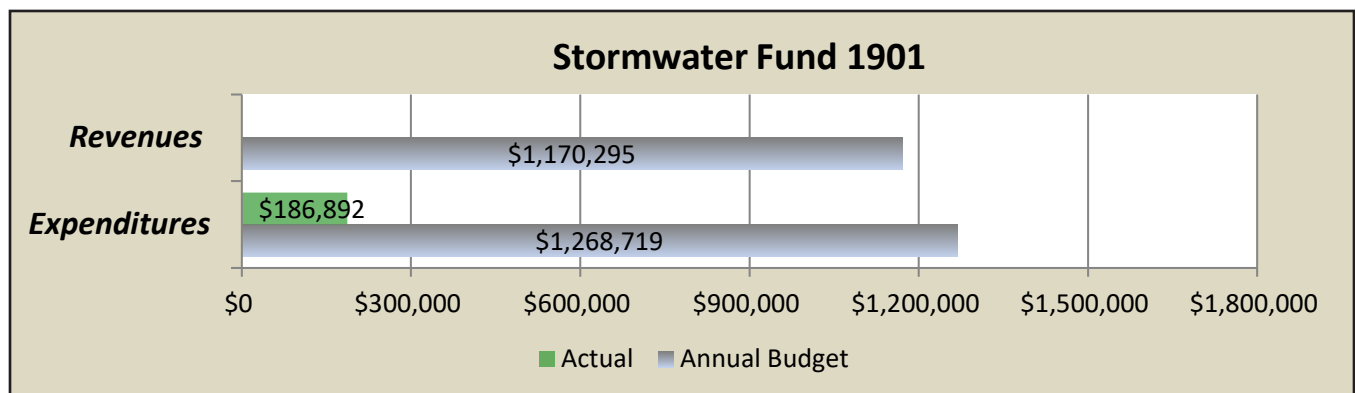 Stormwater Fund 1901
Revenues
$1,170,295
$186,892
Expenditures
$1,268,719
$0 $300,000 $600,000 $900,000 $1,200,000 $1,500,000 $1,800,000
Actual Annual Budget